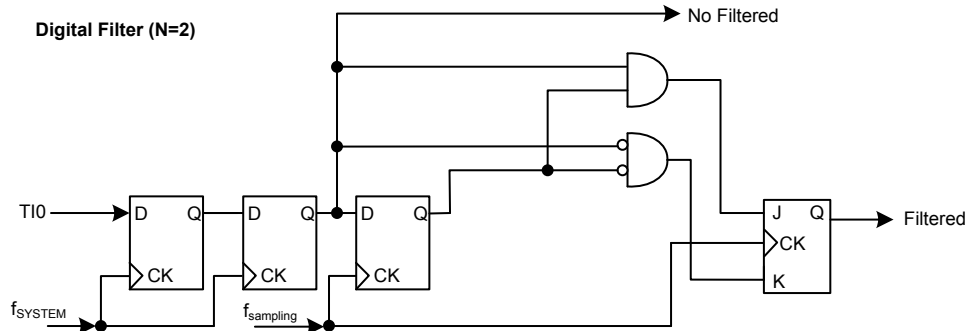 Digital Filter (N=2)
No Filtered
TI0
D Q
CK
D Q
CK
D Q
CK
J Q
CK
K
Filtered
fSYSTEM
fsampling